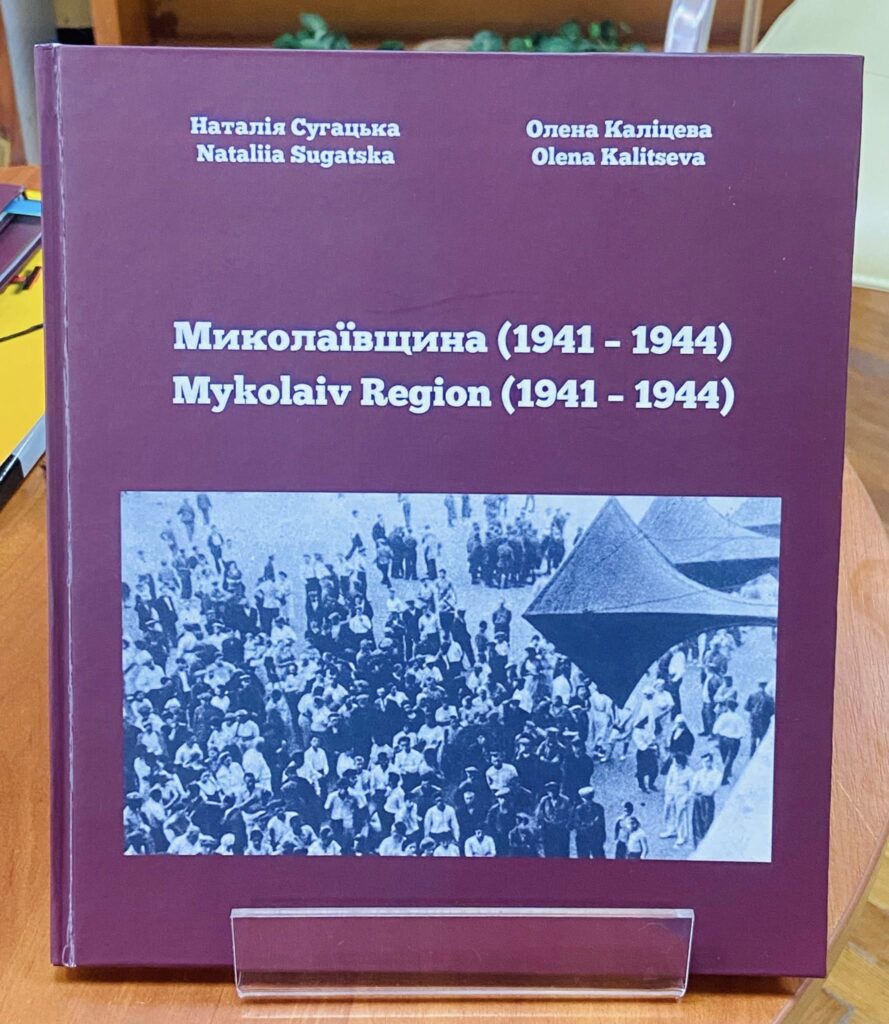 Наталія Сугацька
Nataliia Sugatska
Олена Каліцева
Olena Kalitseva
Миколаївщина (1941 – 1944)
Mykolaiv Region (1941 – 1944)